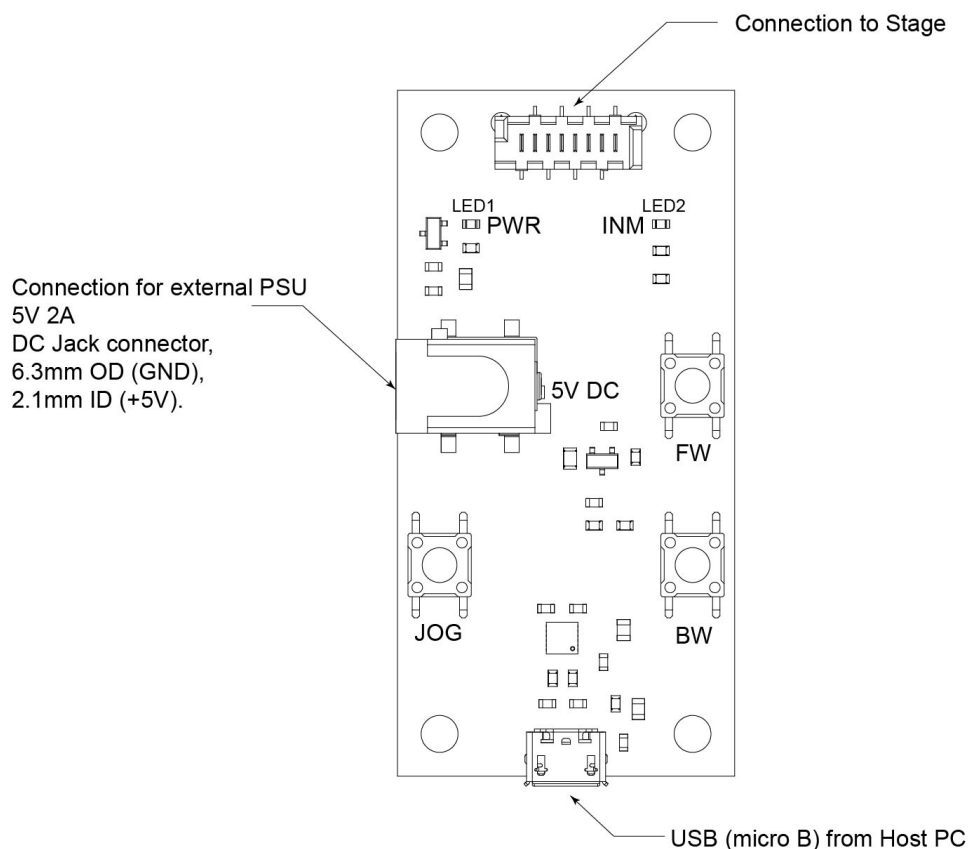 Connection to Stage
LED1
PWR
INM
LED2
Connection for external PSU
5V 2A
DC Jack connector,
6.3mm OD (GND),
2.1mm ID (+5V).
5V DC
FW
JOG
BW
USB (micro B) from Host PC